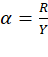 α = R/Y